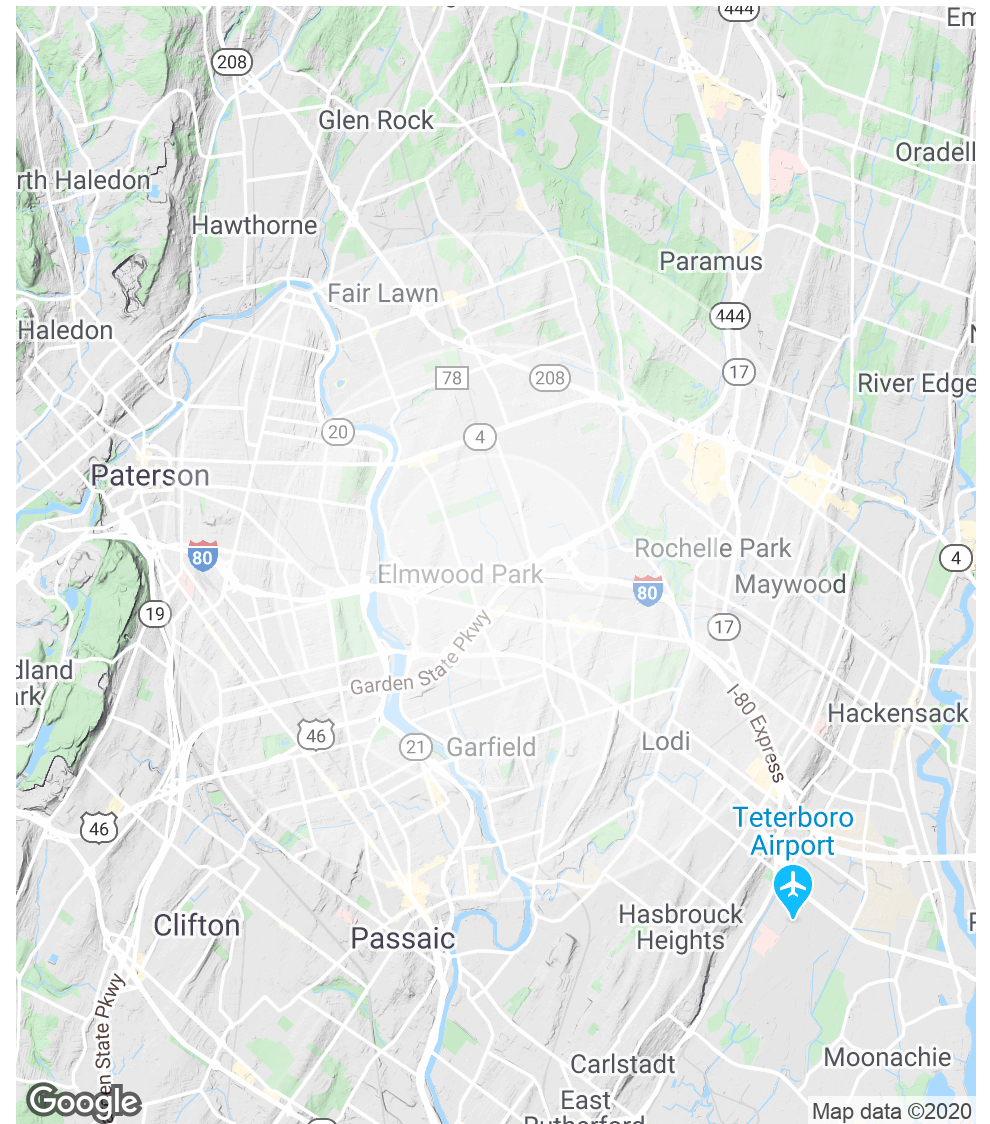 444
Em
208
Glen Rock
Oradell
rth Haledon
Hawthorne
Paramus
Fair Lawn
444
Haledon
N
17
78
208
River Edge
20
4
Paterson
80
Rochelle Park
4
Elmwood Park
80
Maywood
19
17
Garden State Pkwy
dland
ark
I-80 Express
Hackensack
46
21
Garfield
Lodi
46
Teterboro
Airport
Clifton
Passaic
Hasbrouck
Heights
Garden State Pkwy
Carlstadt
Moonachie
East
Rutherford
Google
Map data ©2020